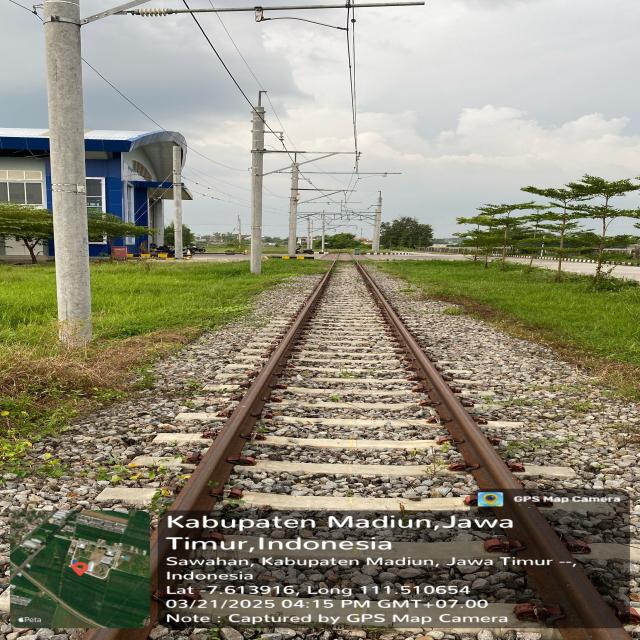 GPS Map Camera
Kabupaten Madiun,Jawa
Timur,Indonesia
Sawahan, Kabupaten Madiun, Jawa Timur --,
Indonesia
Lat -7.613916, Long 111.510654
03/21/2025 04:15 PM GMT+07.00
Note : Captured by GPS Map Camera
Peta